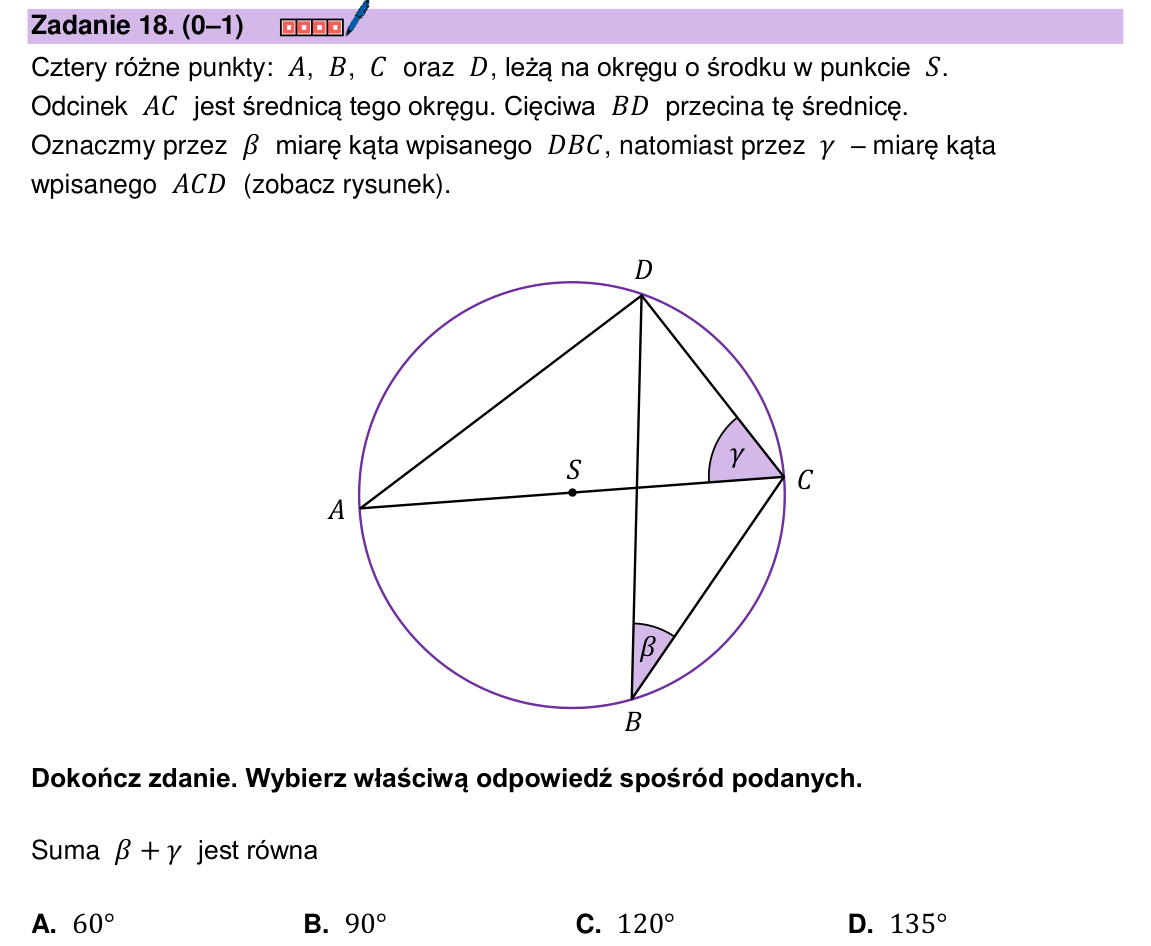 Zadanie 18. (0–1)
Cztery różne punkty: A, B, C oraz D, leżą na okręgu o środku w punkcie S.
Odcinek AC jest średnicą tego okręgu. Cięciwa BD przecina tę średnicę.
Oznaczmy przez β miarę kąta wpisanego DBC, natomiast przez γ – miarę kąta
wpisanego ACD (zobacz rysunek).
D
γ
S
C
A
β
B
Dokończ zdanie. Wybierz właściwą odpowiedź spośród podanych.
Suma β + γ jest równa
A. 60° B. 90° C. 120° D. 135°